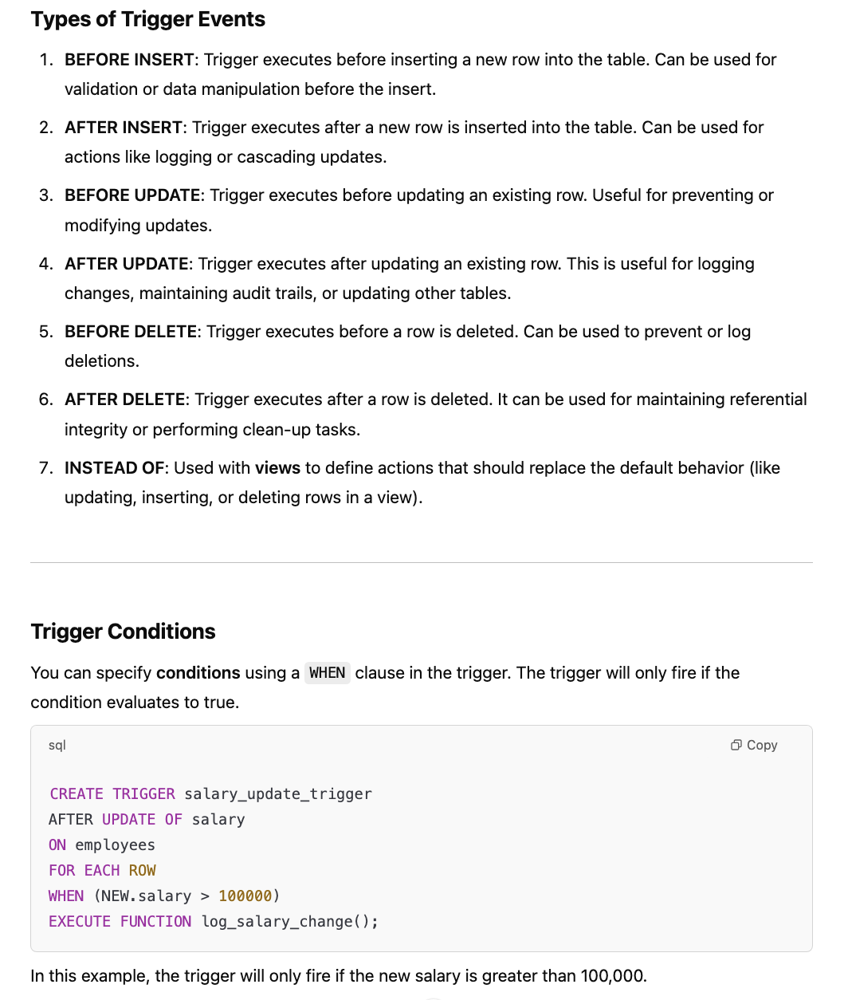 Types of Trigger Events
1. BEFORE INSERT: Trigger executes before inserting a new row into the table. Can be used for
validation or data manipulation before the insert.
2. AFTER INSERT: Trigger executes after a new row is inserted into the table. Can be used for
actions like logging or cascading updates.
3. BEFORE UPDATE: Trigger executes before updating an existing row. Useful for preventing or
modifying updates.
4. AFTER UPDATE: Trigger executes after updating an existing row. This is useful for logging
changes, maintaining audit trails, or updating other tables.
5. BEFORE DELETE: Trigger executes before a row is deleted. Can be used to prevent or log
deletions.
6. AFTER DELETE: Trigger executes after a row is deleted. It can be used for maintaining referential
integrity or performing clean-up tasks.
7. INSTEAD OF: Used with views to define actions that should replace the default behavior (like
updating, inserting, or deleting rows in a view).
Trigger Conditions
You can specify conditions using a WHEN clause in the trigger. The trigger will only fire if the
condition evaluates to true.
sql Copy
CREATE TRIGGER salary_update_trigger
AFTER UPDATE OF salary
ON employees
FOR EACH ROW
WHEN (NEW.salary > 100000)
EXECUTE FUNCTION log_salary_change();
In this example, the trigger will only fire if the new salary is greater than 100,000.